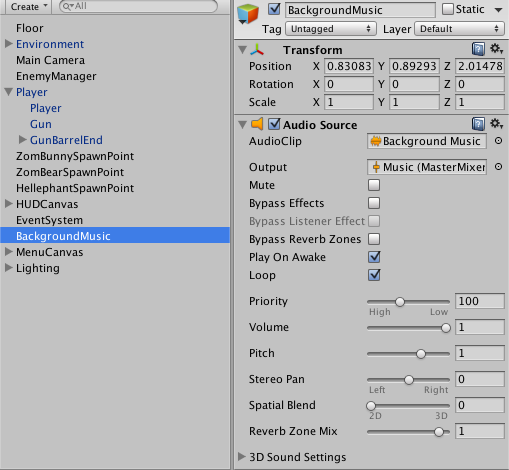 Create
All
Floor
Environment
Main Camera
EnemyManager
Player
Player
Gun
GunBarrelEnd
ZomBunnySpawnPoint
ZomBearSpawnPoint
HellephantSpawnPoint
HUDCanvas
EventSystem
BackgroundMusic
MenuCanvas
Lighting
BackgroundMusic Static
Tag Untagged Layer Default
Transform
Position X 0.83083 Y 0.89293 Z 2.01478
Rotation X 0 Y 0 Z 0
Scale X 1 Y 1 Z 1
Audio Source
AudioClip Background Music
Output Music (MasterMixer
Mute
Bypass Effects
Bypass Listener Effect
Bypass Reverb Zones
Play On Awake
Loop
Priority 100
High Low
Volume 1
Pitch 1
Stereo Pan 0
Left Right
Spatial Blend 0
2D 3D
Reverb Zone Mix 1
3D Sound Settings